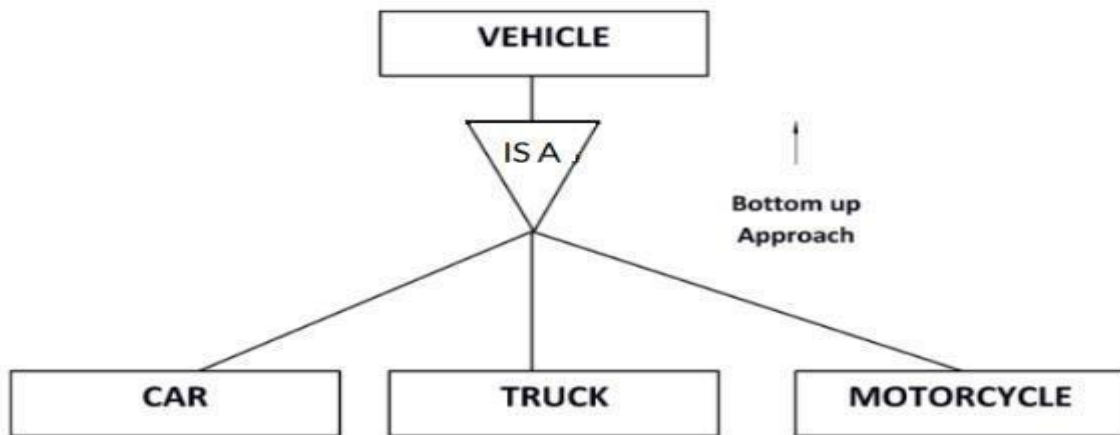 VEHICLE
IS A ,
Bottom up
Approach
CAR
TRUCK
MOTORCYCLE